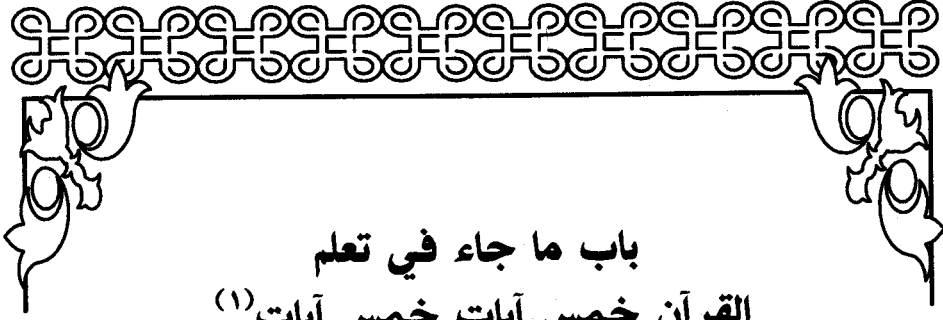 باب ما جاء في تعلم
القرآن خمس آيات خمس آيات(١)